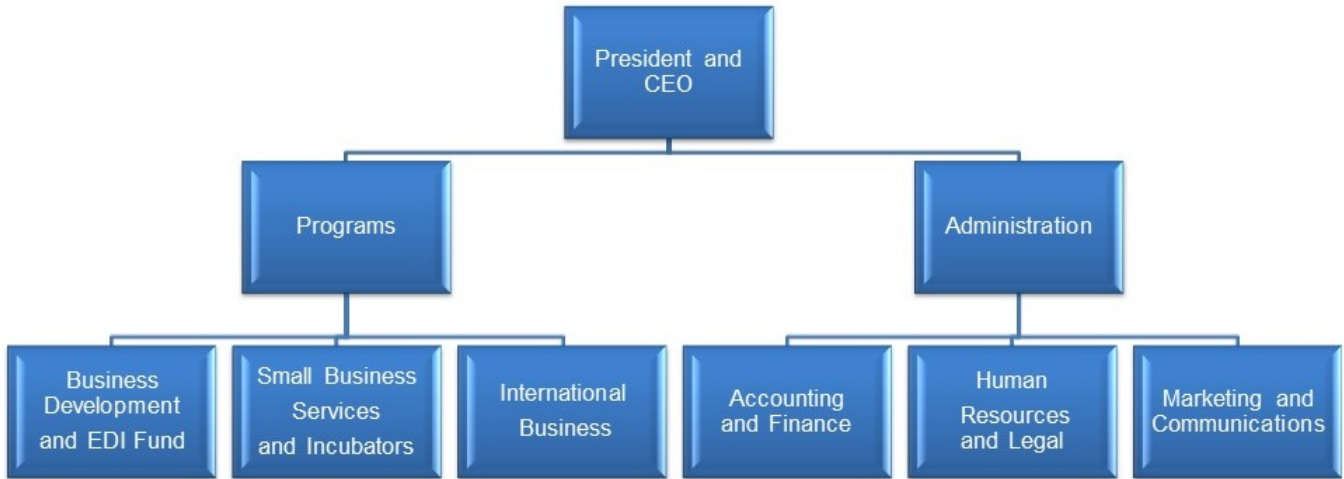 President and
CEO
Programs
Administration
Business
Development
and EDI Fund
Small Business
Services
and Incubators
International
Business
Accounting
and Finance
Human
Resources
and Legal
Marketing and
Communications